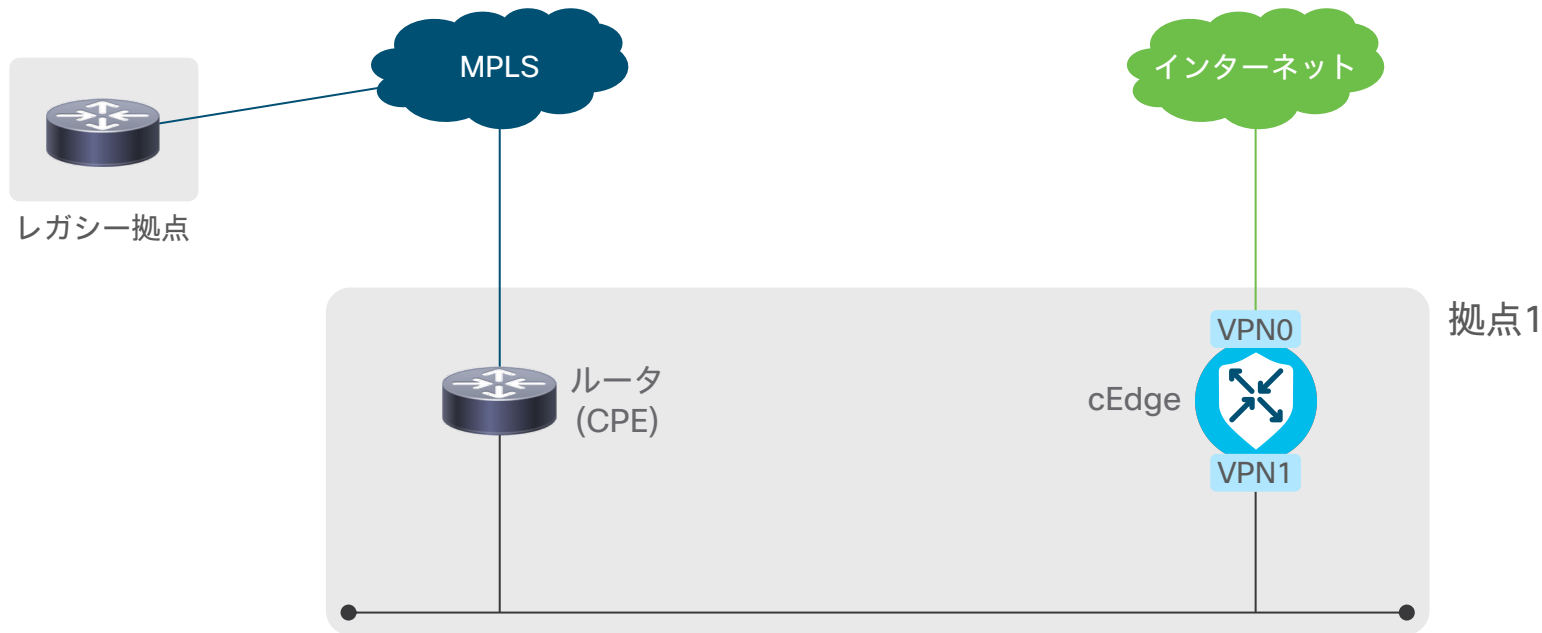 MPLS
インターネット
レガシー拠点
拠点1
VPN0
ルータ
(CPE)
cEdge
VPN1